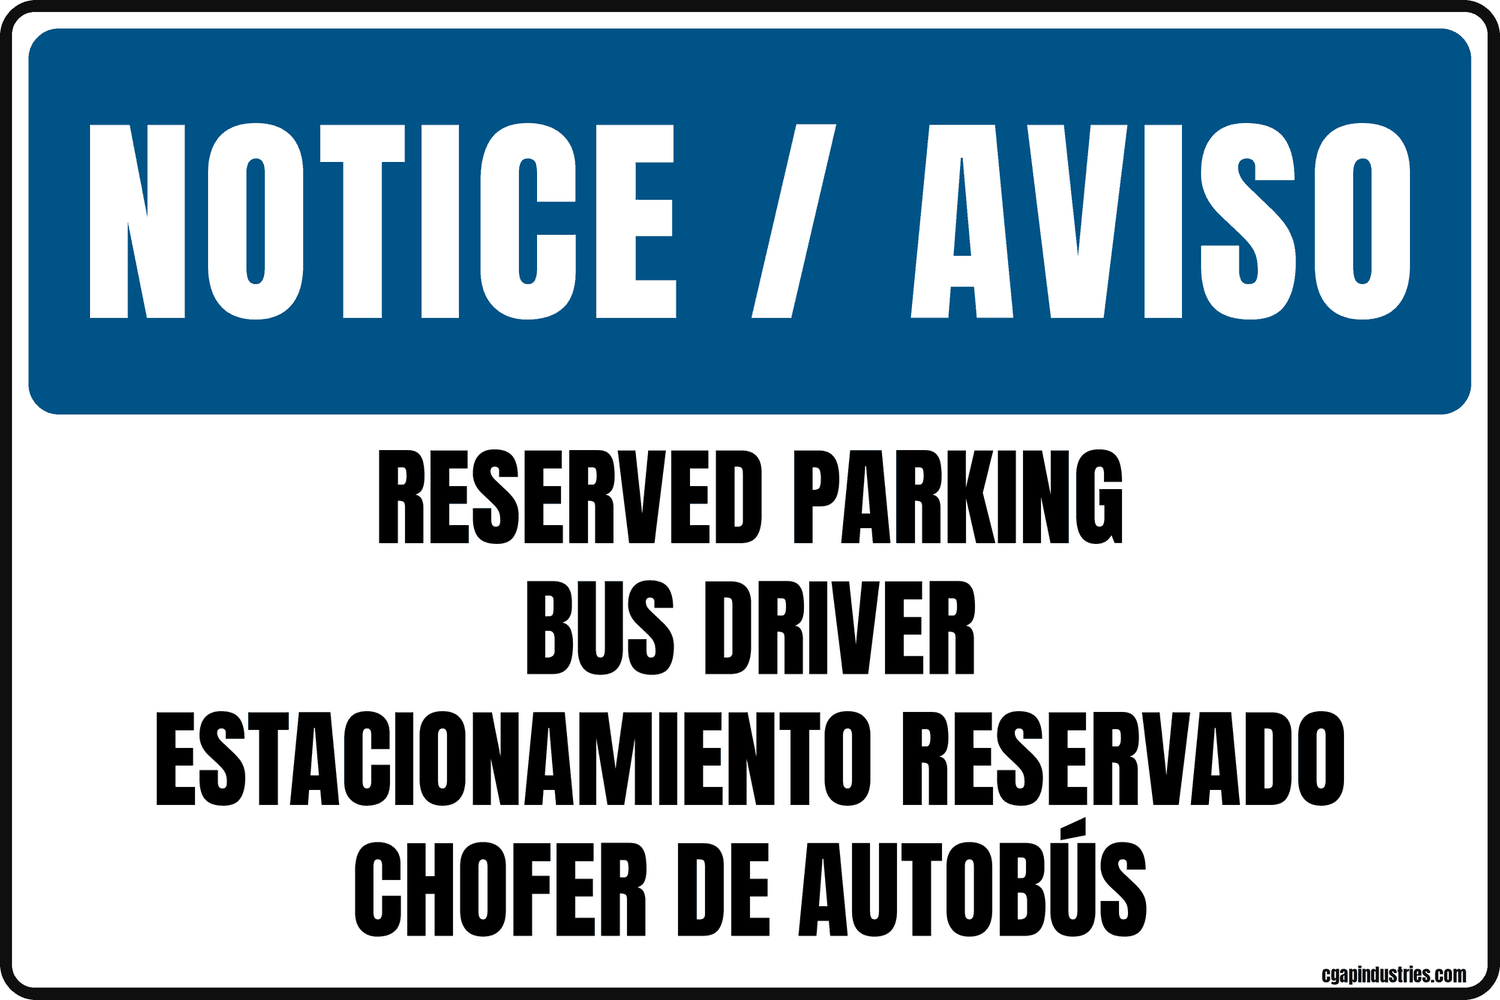 NOTICE / AVISO
RESERVED PARKING
BUS DRIVER
ESTACIONAMIENTO RESERVADO
CHOFER DE AUTOBÚS
cgapindustries.com